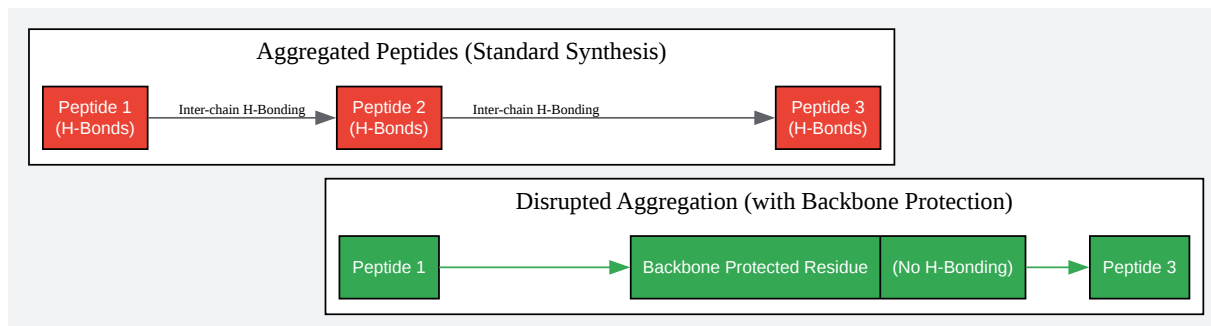 Aggregated Peptides (Standard Synthesis)
Peptide 1
(H-Bonds)
Inter-chain H-Bonding
Peptide 2
(H-Bonds)
Inter-chain H-Bonding
Peptide 3
(H-Bonds)
Disrupted Aggregation (with Backbone Protection)
Peptide 1
Backbone Protected Residue
(No H-Bonding)
Peptide 3